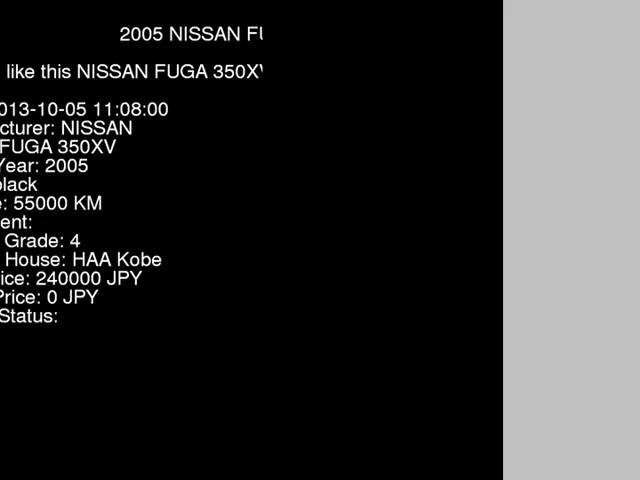 2005 NISSAN FU
like this NISSAN FUGA 350XV
013-10-05 11:08:00
cturer: NISSAN
FUGA 350XV
Year: 2005
black
e: 55000 KM
ent:
Grade: 4
House: HAA Kobe
ice: 240000 JPY
Price: 0 JPY
Status: